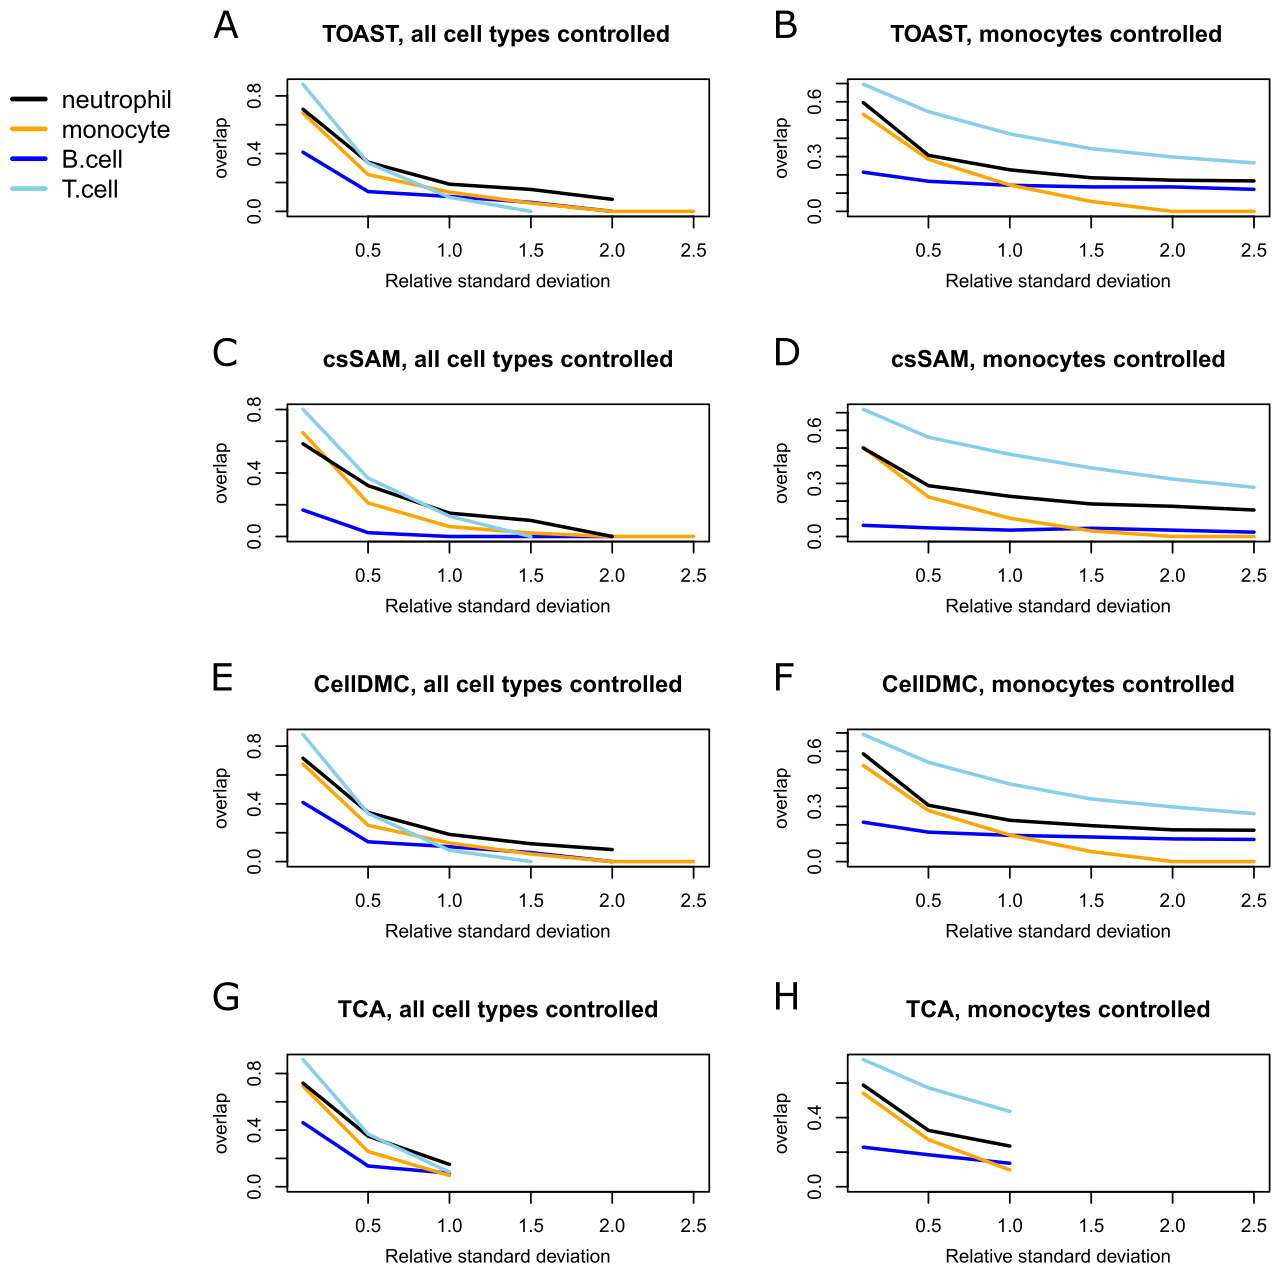 neutrophil
monocyte
B.cell
T.cell
A
TOAST, all cell types controlled
overlap
0.0 0.4 0.8
0.5 1.0 1.5 2.0 2.5
Relative standard deviation
B
TOAST, monocytes controlled
overlap
0.0 0.3 0.6
0.5 1.0 1.5 2.0 2.5
Relative standard deviation
C
csSAM, all cell types controlled
overlap
0.0 0.4 0.8
0.5 1.0 1.5 2.0 2.5
Relative standard deviation
D
csSAM, monocytes controlled
overlap
0.0 0.3 0.6
0.5 1.0 1.5 2.0 2.5
Relative standard deviation
E
CellDMC, all cell types controlled
overlap
0.0 0.4 0.8
0.5 1.0 1.5 2.0 2.5
Relative standard deviation
F
CellDMC, monocytes controlled
overlap
0.0 0.3 0.6
0.5 1.0 1.5 2.0 2.5
Relative standard deviation
G
TCA, all cell types controlled
overlap
0.0 0.4 0.8
0.5 1.0 1.5 2.0 2.5
Relative standard deviation
H
TCA, monocytes controlled
overlap
0.0 0.4
0.5 1.0 1.5 2.0 2.5
Relative standard deviation